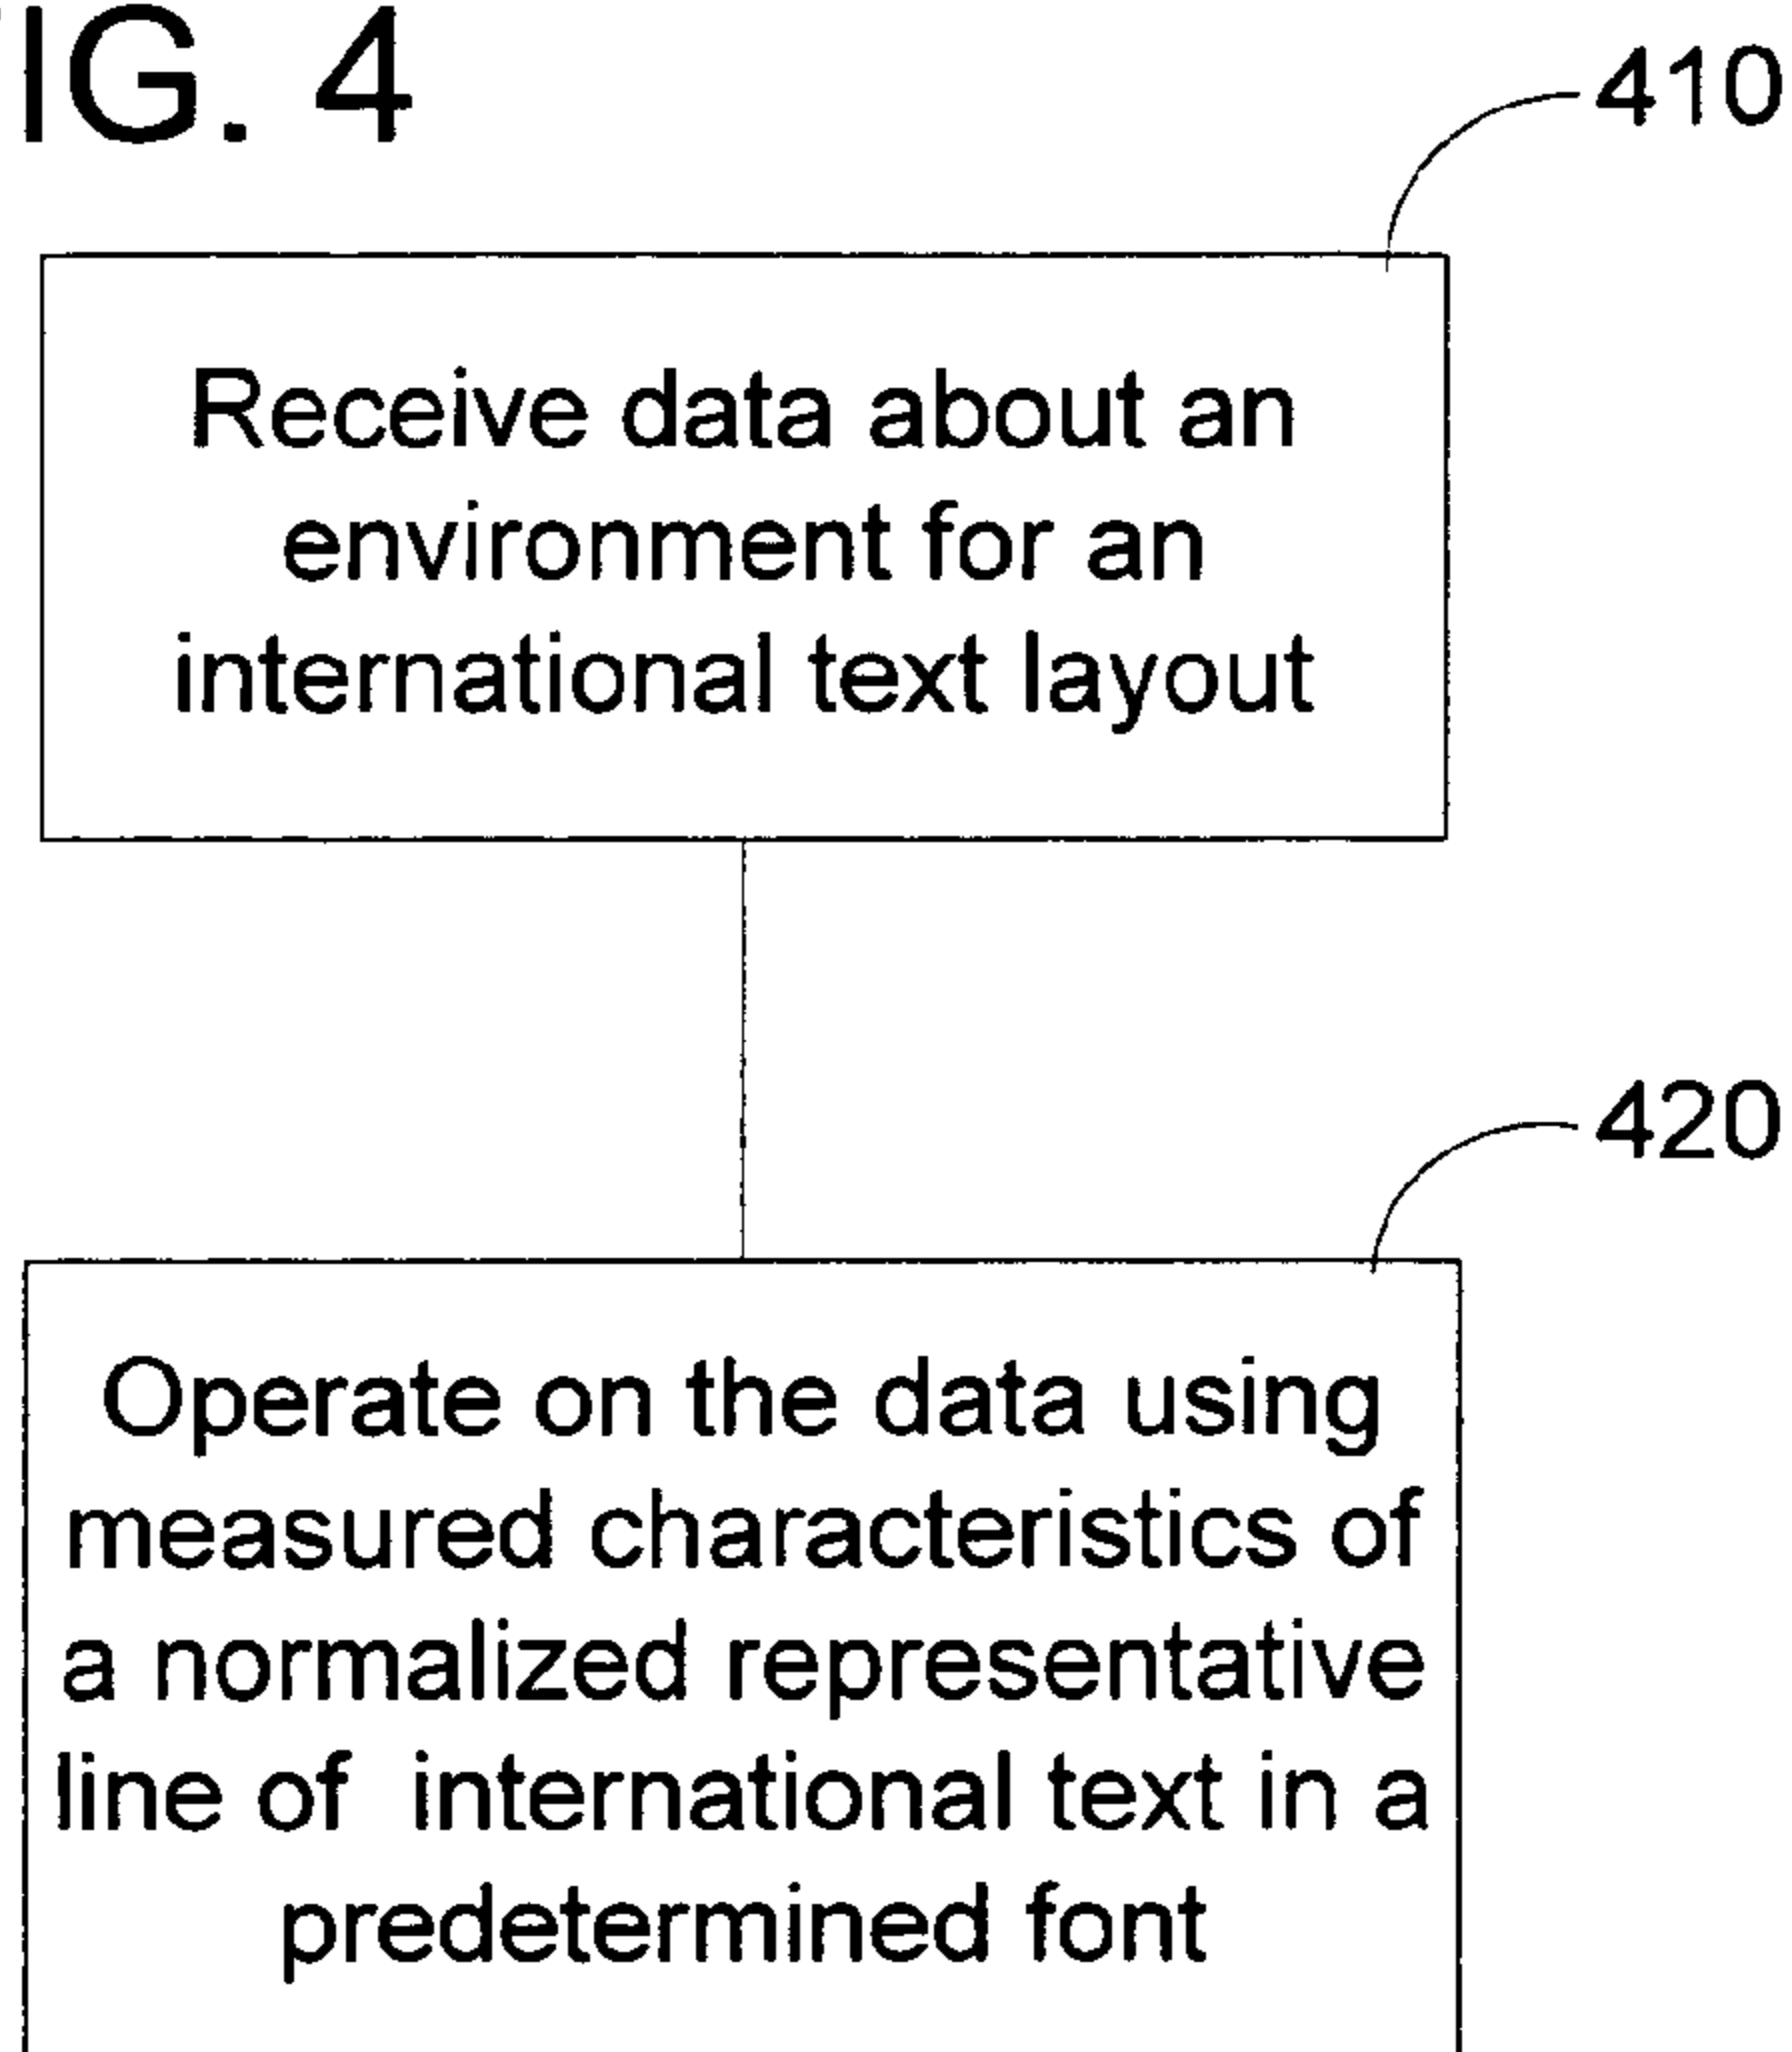 IG. 4
410
Receive data about an
environment for an
international text layout
420
Operate on the data using
measured characteristics of
a normalized representative
line of international text in a
predetermined font